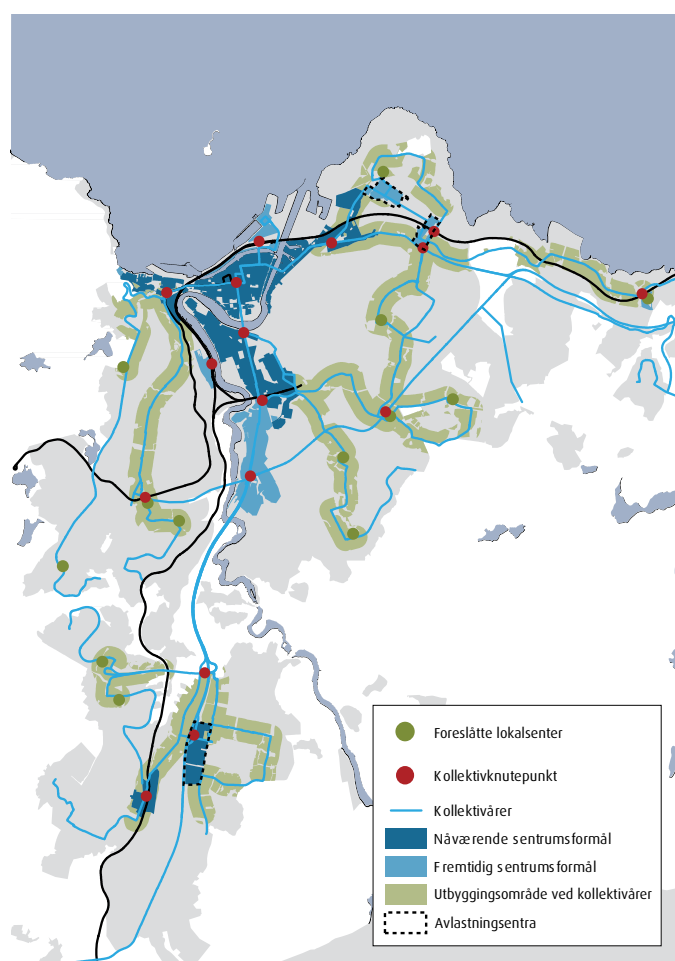 Foreslåtte lokalsenter
Kollektivknutepunkt
Kollektivårer
Nåværende sentrumsformål
Fremtidig sentrumsformål
Utbyggingsområde ved kollektivårer
Avlastningsentra